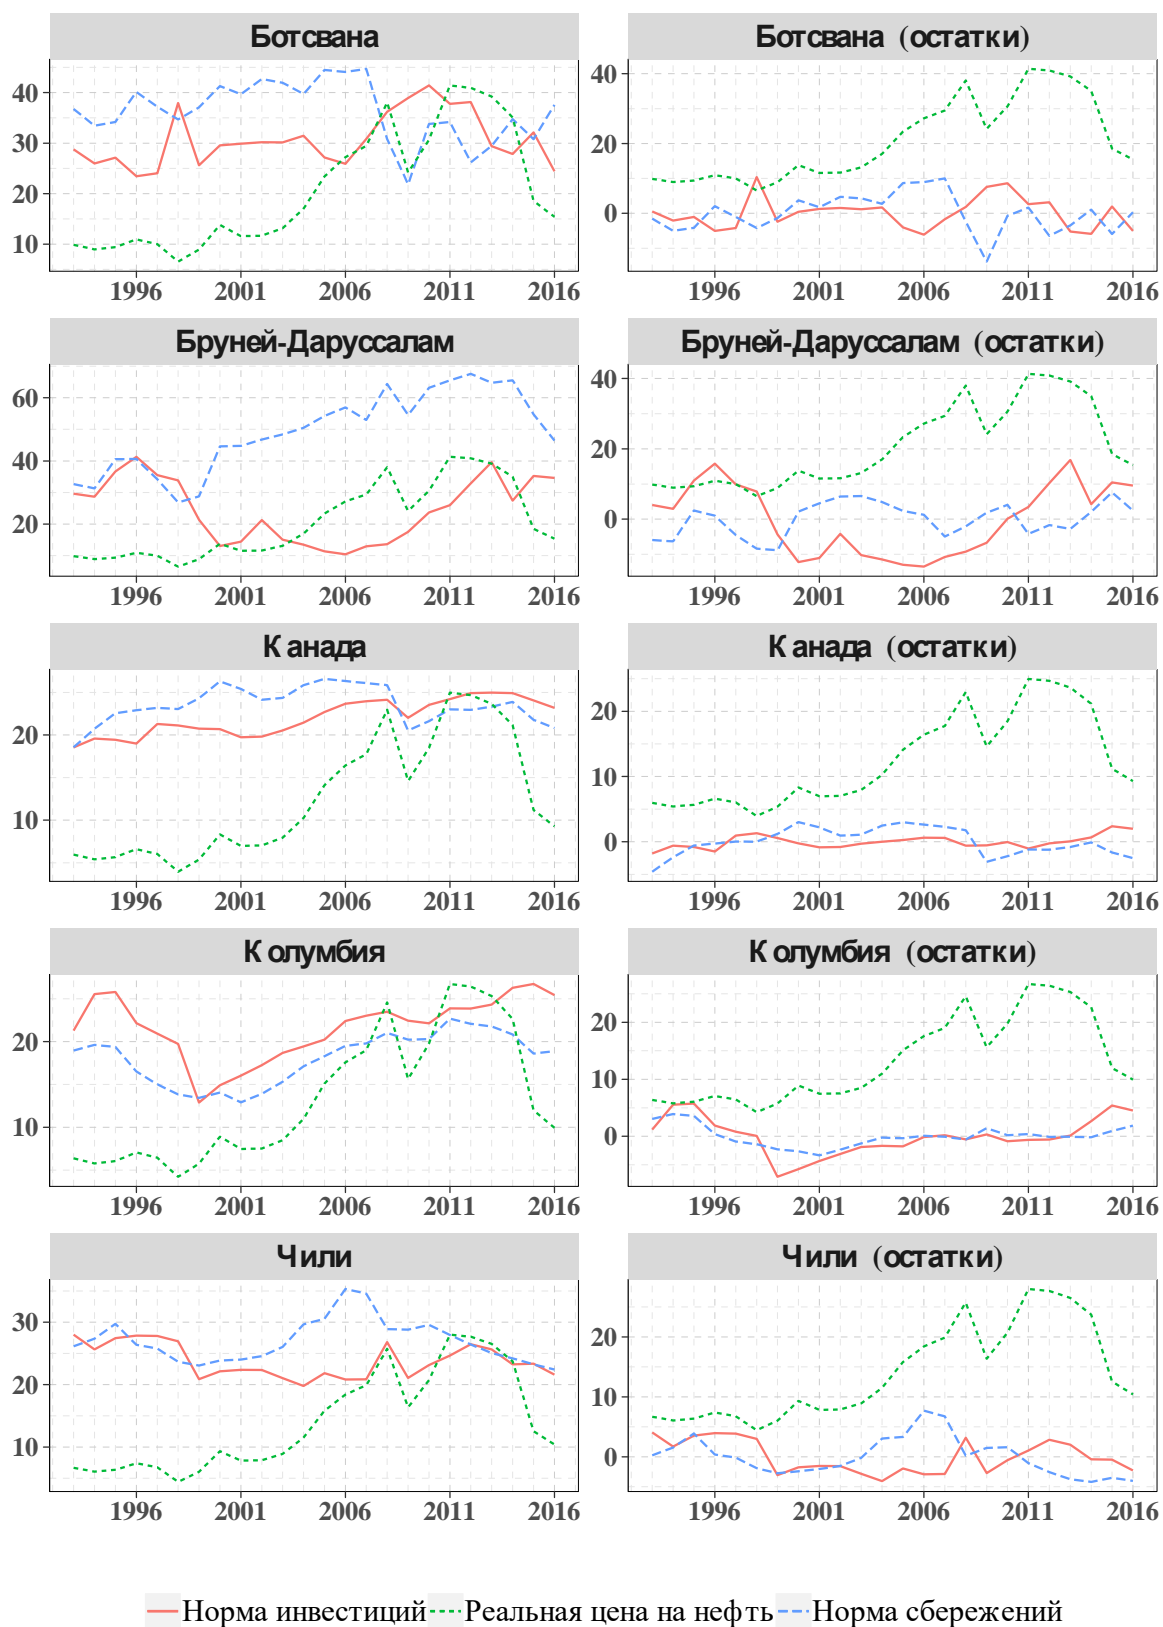 Ботсвана
Ботсвана (остатки)
40
30
20
10
1996 2001 2006 2011 2016
40
20
0
1996 2001 2006 2011 2016
Бруней-Даруссалам
Бруней-Даруссалам (остатки)
60
40
20
1996 2001 2006 2011 2016
40
20
0
1996 2001 2006 2011 2016
Канада
Канада (остатки)
20
10
1996 2001 2006 2011 2016
20
10
0
1996 2001 2006 2011 2016
Колумбия
Колумбия (остатки)
20
10
1996 2001 2006 2011 2016
20
10
0
1996 2001 2006 2011 2016
Чили
Чили (остатки)
30
20
10
1996 2001 2006 2011 2016
20
10
0
1996 2001 2006 2011 2016
Норма инвестиций Реальная цена на нефть Норма сбережений